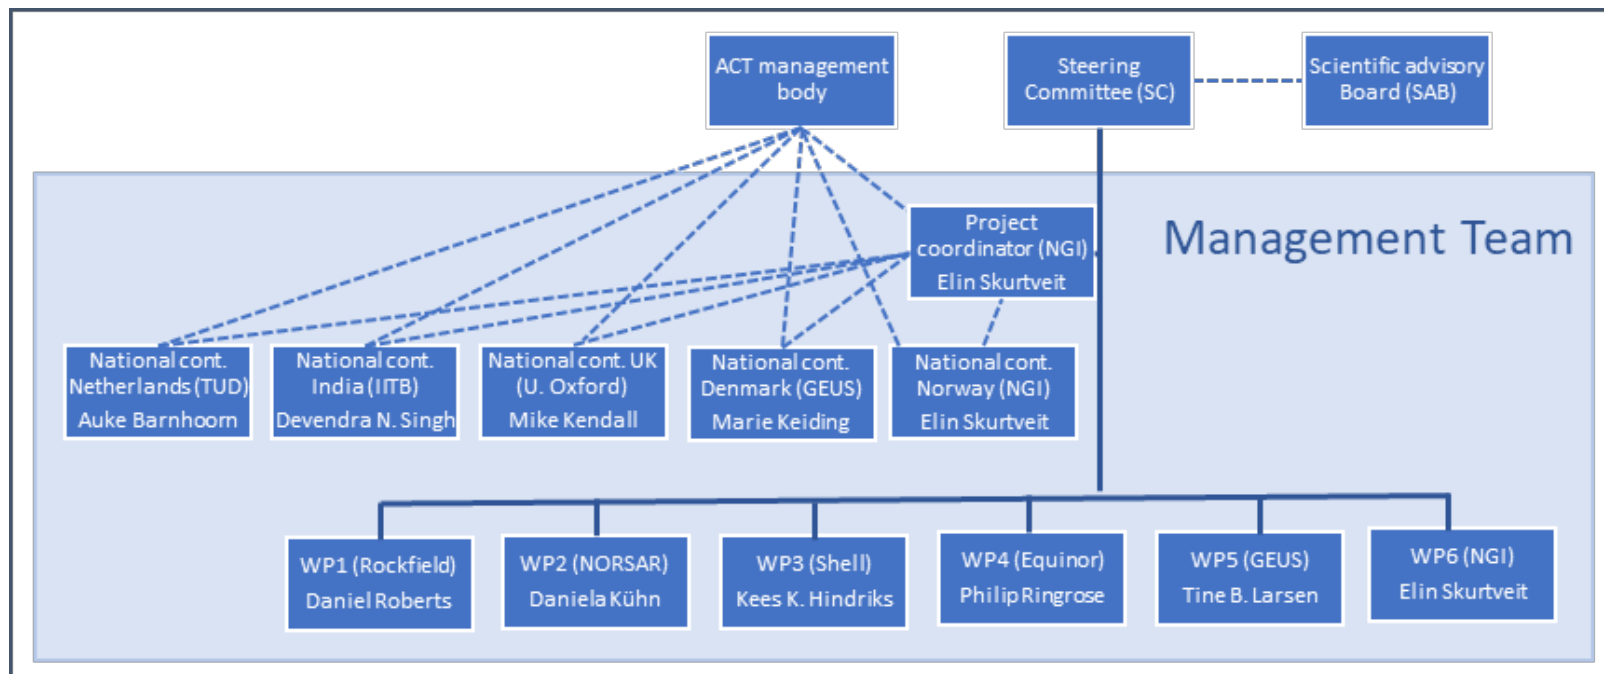 ACT management
body
Steering
Committee (SC)
Scientific advisory
Board (SAB)
Management Team
Project
coordinator (NGI)
Elin Skurtveit
National cont.
Netherlands (TUD)
Auke Barnhoorn
National cont.
India (IITB)
Devendra N. Singh
National cont. UK
(U. Oxford)
Mike Kendall
National cont.
Denmark (GEUS)
Marie Keiding
National cont.
Norway (NGI)
Elin Skurtveit
WP1 (Rockfield)
Daniel Roberts
WP2 (NORSAR)
Daniela Kühn
WP3 (Shell)
Kees K. Hindriks
WP4 (Equinor)
Philip Ringrose
WP5 (GEUS)
Tine B. Larsen
WP6 (NGI)
Elin Skurtveit